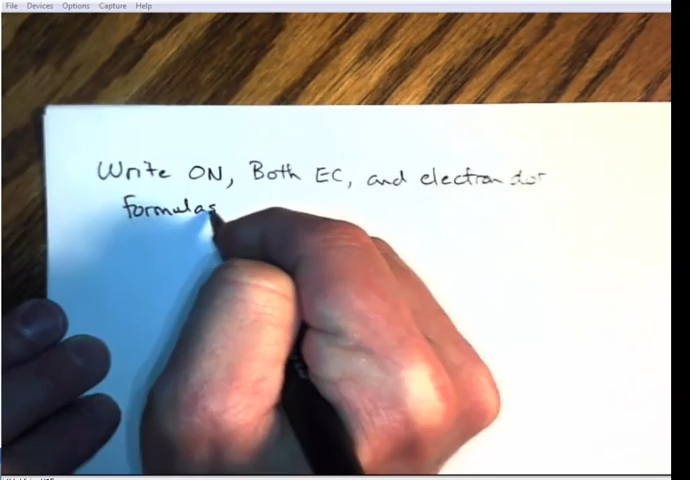 File Devices Options Capture Help
Write ON, Both EC, and electron dot
formulas